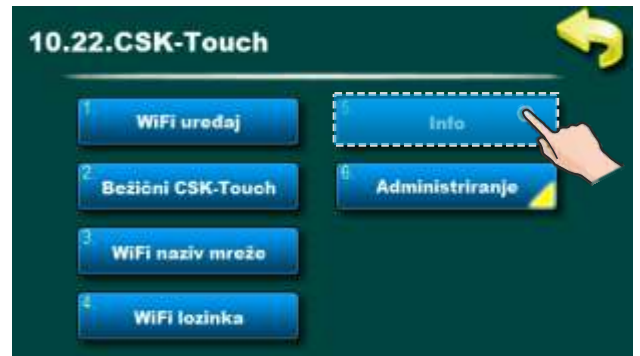 10.22.CSK-Touch
1 WiFi uređaj
2 Bežični CSK-Touch
3 WiFi naziv mreže
4 WiFi lozinka
5 Info
6 Administriranje